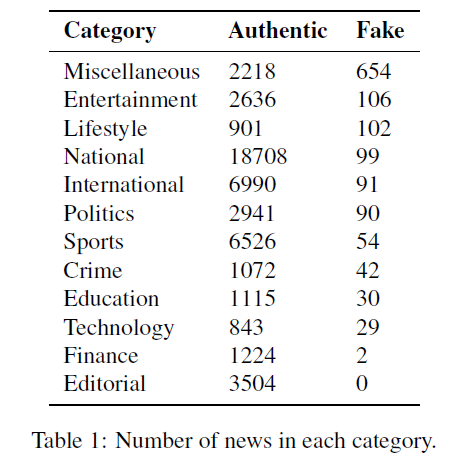 Category Authentic Fake
Miscellaneous 2218 654
Entertainment 2636 106
Lifestyle 901 102
National 18708 99
International 6990 91
Politics 2941 90
Sports 6526 54
Crime 1072 42
Education 1115 30
Technology 843 29
Finance 1224 2
Editorial 3504 0
Table 1: Number of news in each category.